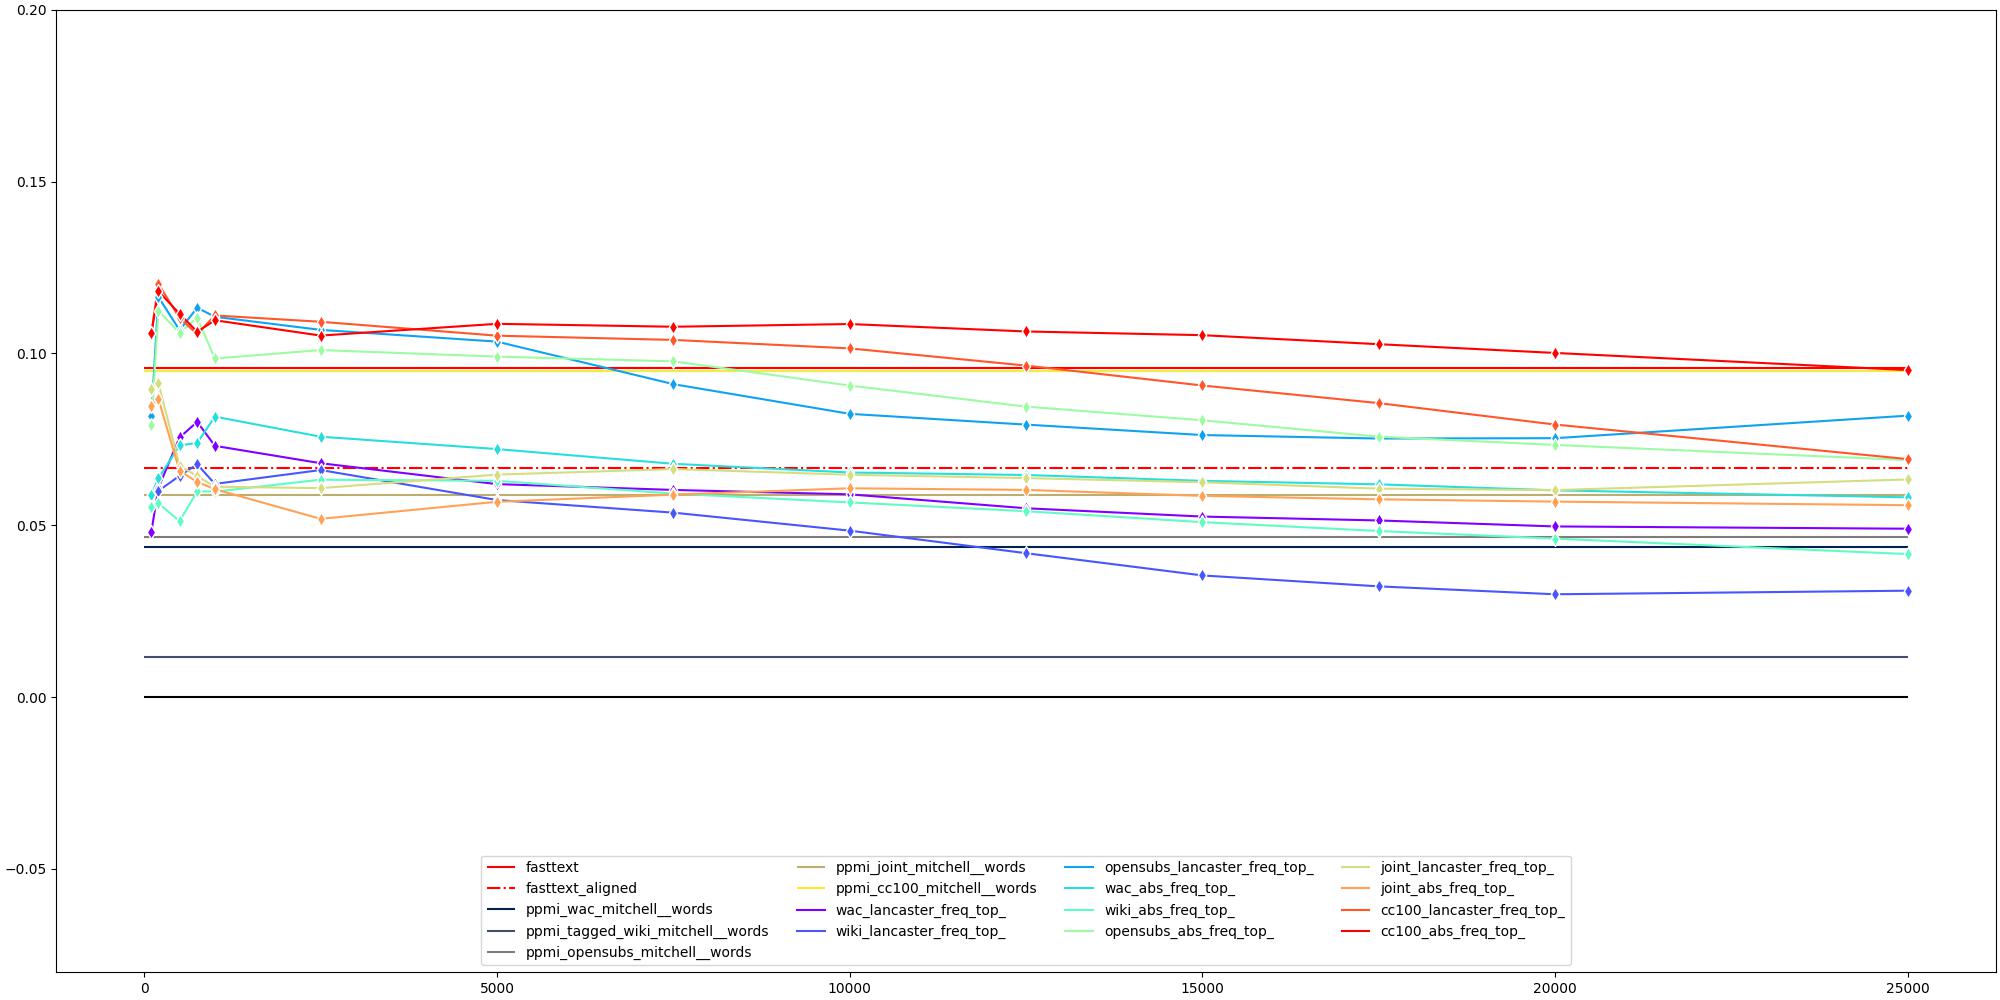 0.20
0.15
0.10
0.05
0.00
−0.05
fasttext
fasttext_aligned
ppmi_wac_mitchell__words
ppmi_tagged_wiki_mitchell__words
ppmi_opensubs_mitchell__words
ppmi_joint_mitchell__words
ppmi_cc100_mitchell__words
wac_lancaster_freq_top_
wiki_lancaster_freq_top_
opensubs_lancaster_freq_top_
wac_abs_freq_top_
wiki_abs_freq_top_
opensubs_abs_freq_top_
joint_lancaster_freq_top_
joint_abs_freq_top_
cc100_lancaster_freq_top_
cc100_abs_freq_top_
0 5000 10000 15000 20000 25000